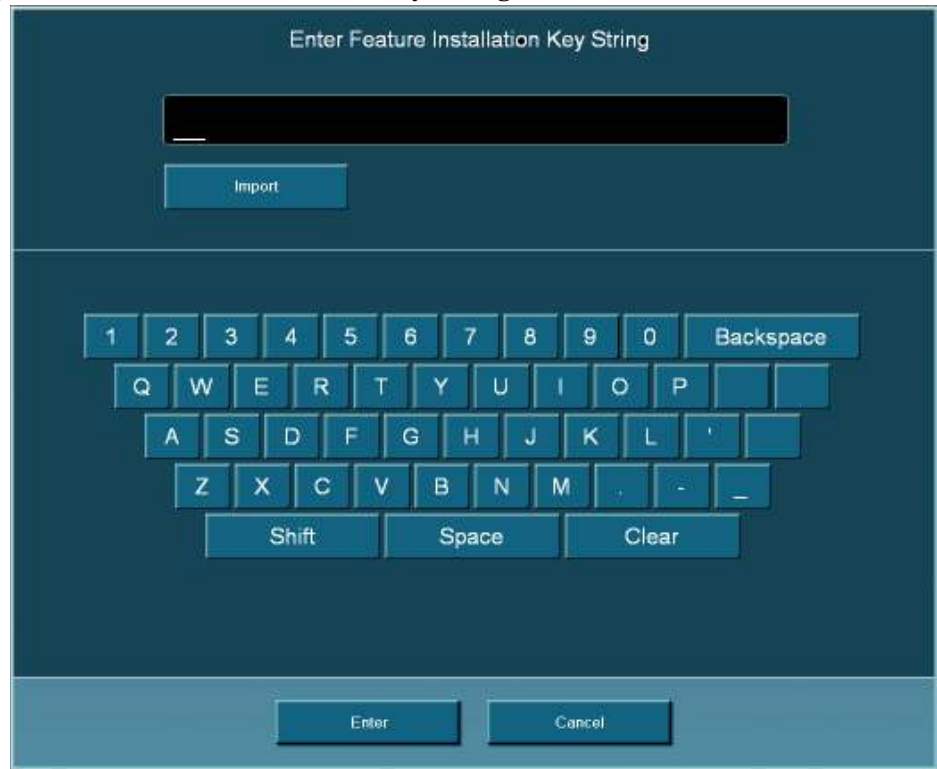 Enter Feature Installation Key String
Import
1 2 3 4 5 6 7 8 9 0 Backspace
Q W E R T Y U I O P
A S D F G H J K L '
Z X C V B N M . - _
Shift Space Clear
Enter Cancel